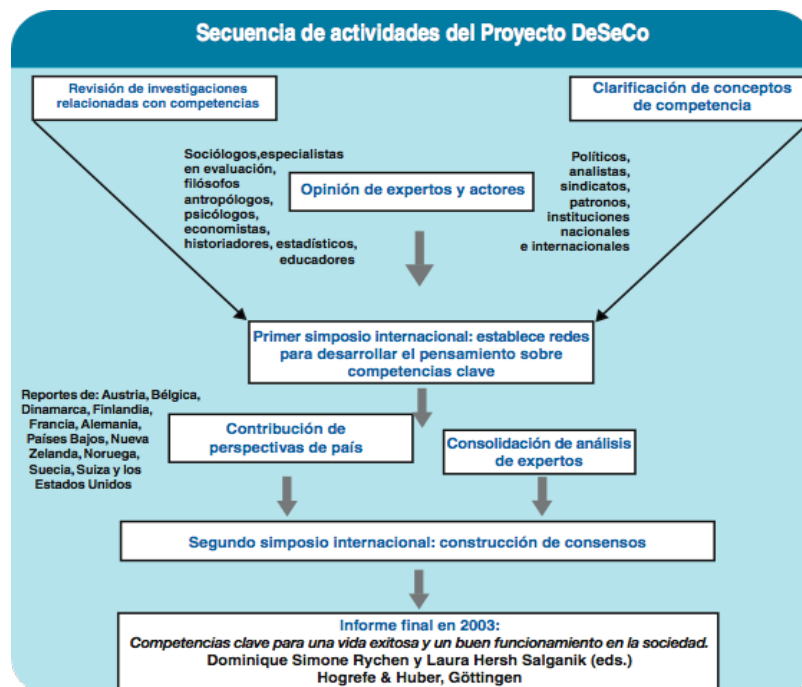 Secuencia de actividades del Proyecto DeSeCo
Revisión de investigaciones
relacionadas con competencias
Clarificación de conceptos
de competencia
Sociólogos,especialistas
en evaluación,
filósofos
antropólogos,
psicólogos,
economistas,
historiadores, estadísticos,
educadores
Opinión de expertos y actores
Políticos,
analistas,
sindicatos,
patronos,
instituciones
nacionales
e internacionales
Primer simposio internacional: establece redes
para desarrollar el pensamiento sobre
competencias clave
Reportes de: Austria, Bélgica,
Dinamarca, Finlandia,
Francia, Alemania,
Países Bajos, Nueva
Zelanda, Noruega,
Suecia, Suiza y los
Estados Unidos
Contribución de
perspectivas de país
Consolidación de análisis
de expertos
Segundo simposio internacional: construcción de consensos
Informe final en 2003:
Competencias clave para una vida exitosa y un buen funcionamiento en la sociedad.
Dominique Simone Rychen y Laura Hersh Salganik (eds.)
Hogrefe & Huber, Göttingen